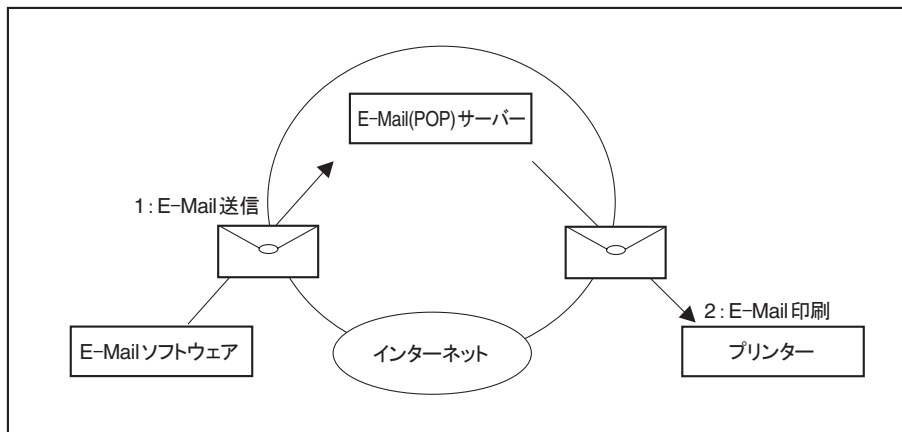 E-Mail(POP)サーバー
1:E-Mail送信
2:E-Mail印刷
E-Mailソフトウェア
インターネット
プリンター